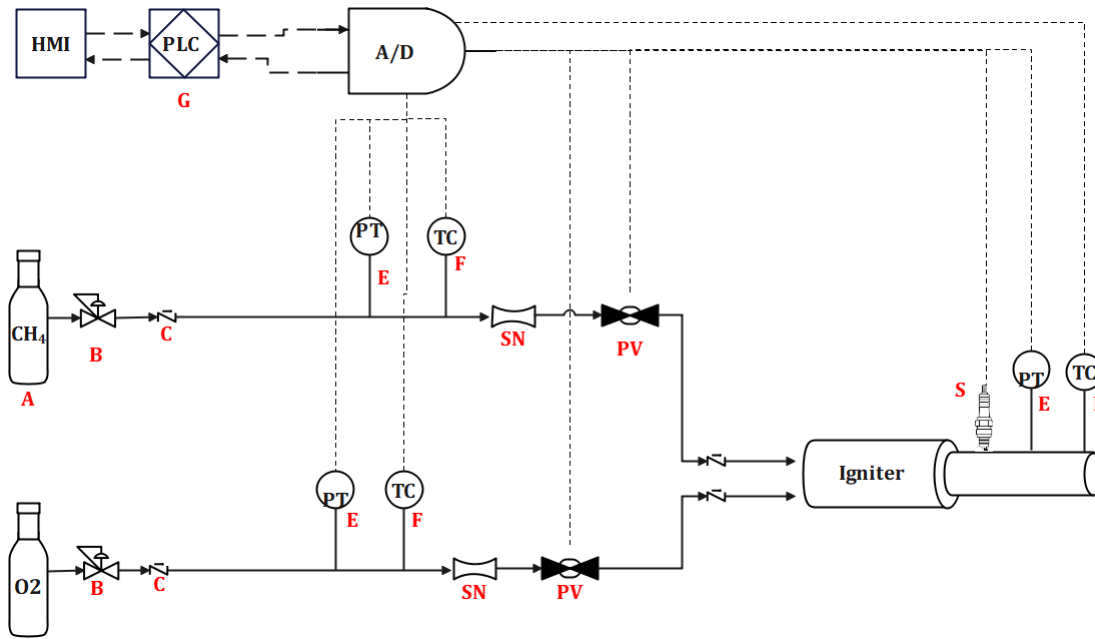 HMI
PLC
A/D
G
PT
TC
E
F
CH₄
B
C
SN
PV
A
S
PT
TC
E
Igniter
PT
TC
E
F
O2
B
C
SN
PV